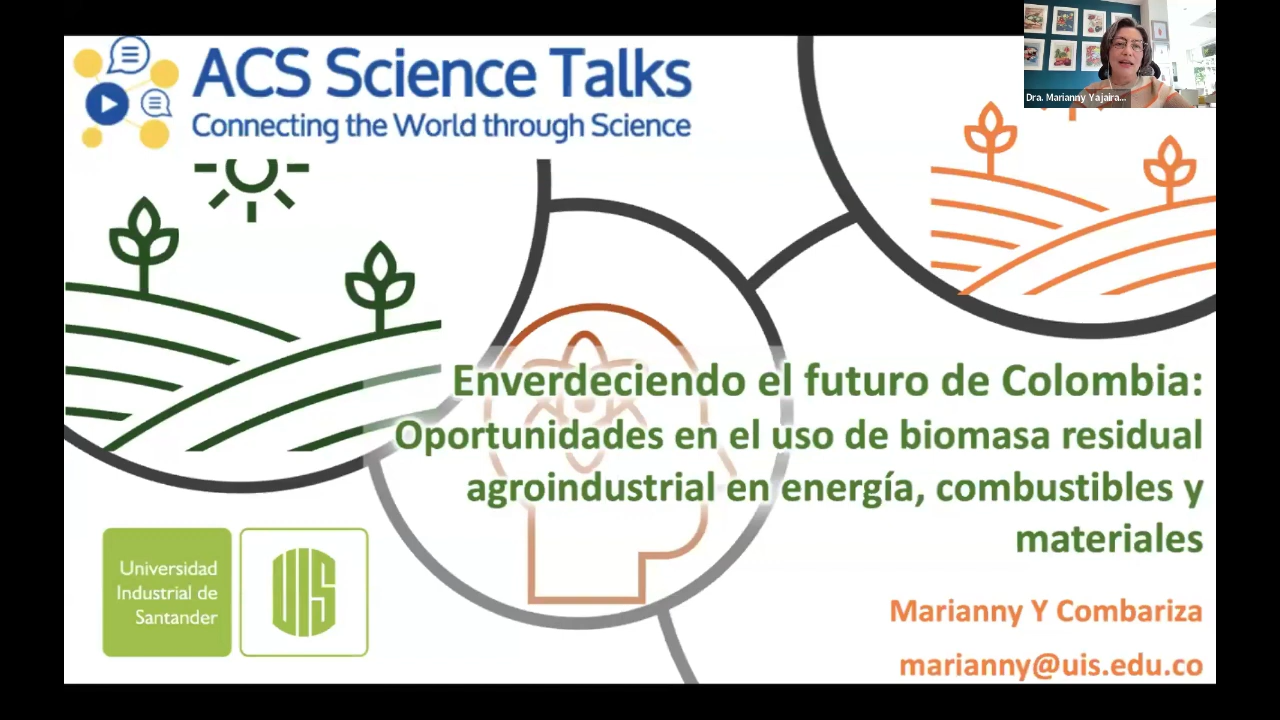 ACS Science Talks
Connecting the World through Science
Dra. Marianny Yajaira...
Enverdeciendo el futuro de Colombia:
Oportunidades en el uso de biomasa residual
agroindustrial en energía, combustibles y
materiales
Universidad
Industrial de
Santander
UIS
Marianny Y Combariza
marianny@uis.edu.co